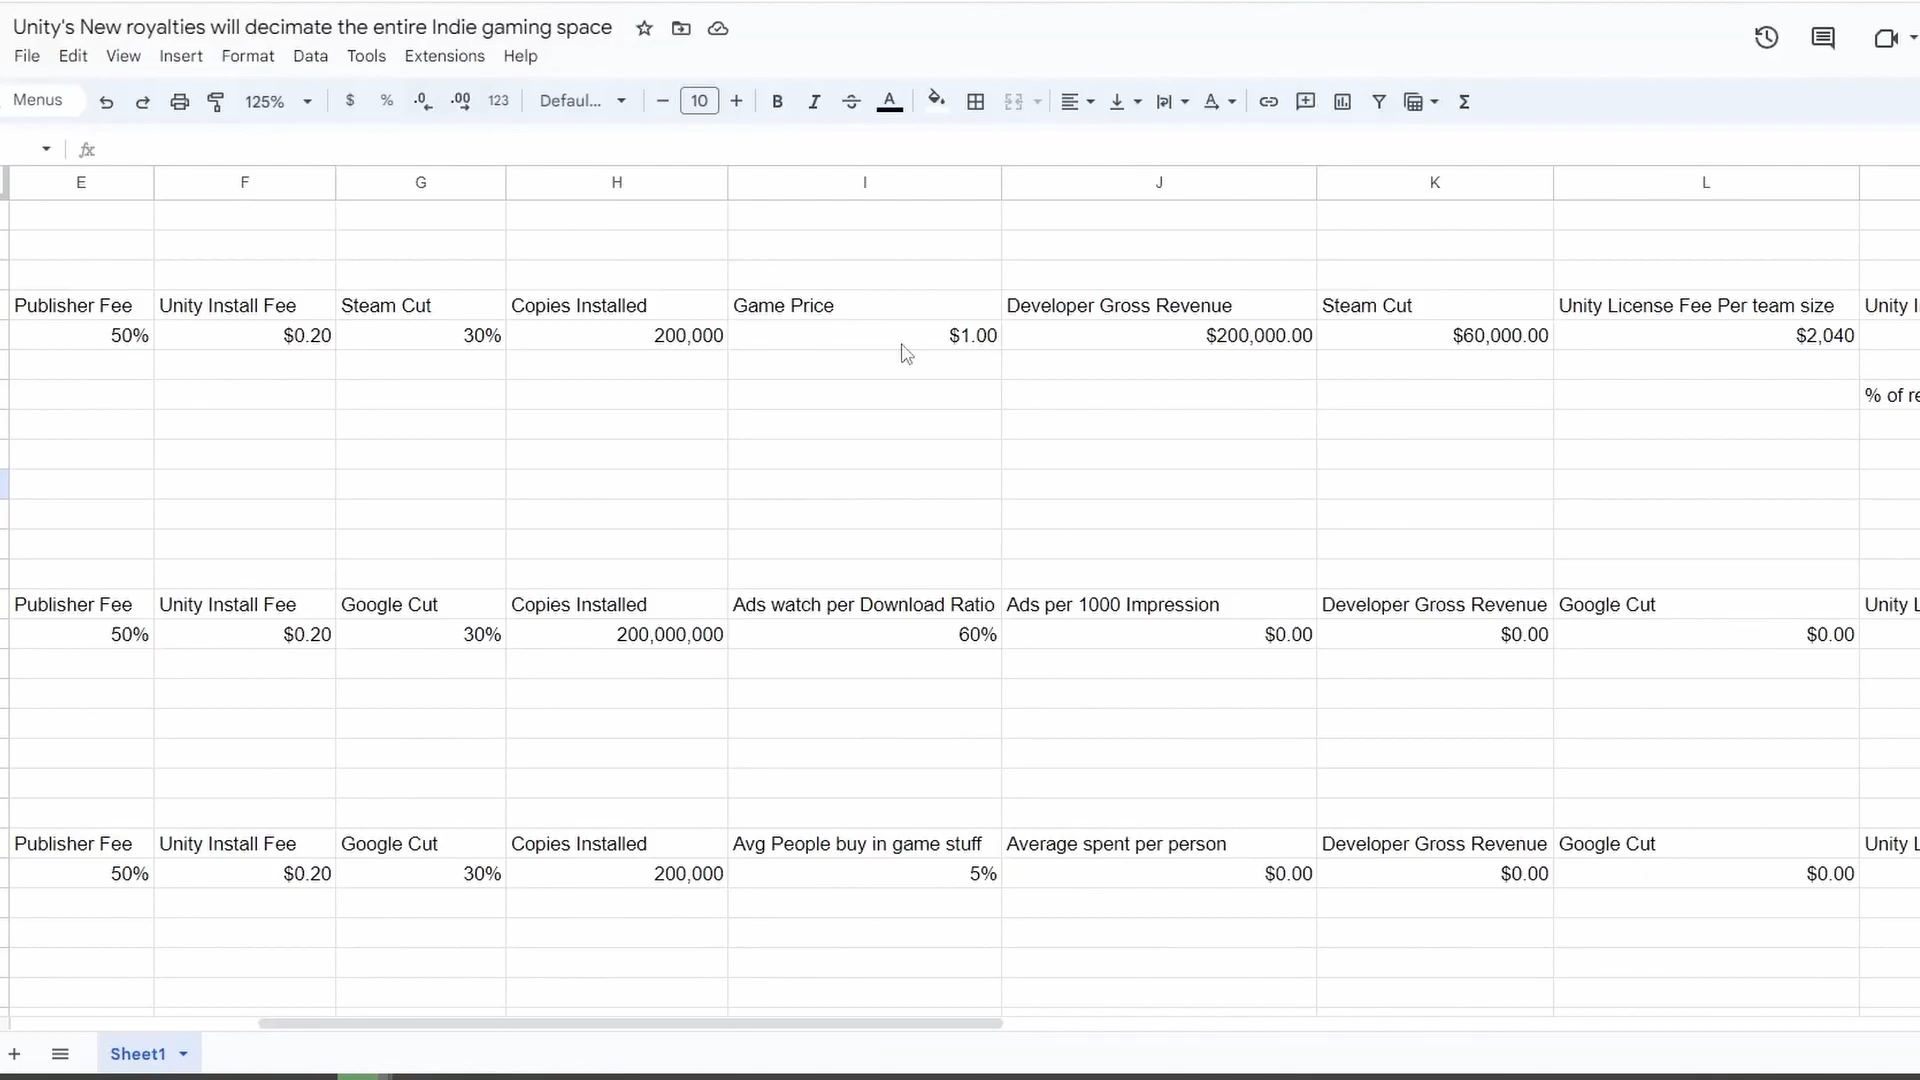 Unity's New royalties will decimate the entire Indie gaming space
File Edit View Insert Format Data Tools Extensions Help
Menus 125% $ % .0 .00 123 Defaul... 10 B I S A Σ
fx
E F G H I J K L
Publisher Fee Unity Install Fee Steam Cut Copies Installed Game Price Developer Gross Revenue Steam Cut Unity License Fee Per team size Unity I
50% $0.20 30% 200,000 $1.00 $200,000.00 $60,000.00 $2,040
% of re
Publisher Fee Unity Install Fee Google Cut Copies Installed Ads watch per Download Ratio Ads per 1000 Impression Developer Gross Revenue Google Cut Unity L
50% $0.20 30% 200,000,000 60% $0.00 $0.00 $0.00
Publisher Fee Unity Install Fee Google Cut Copies Installed Avg People buy in game stuff Average spent per person Developer Gross Revenue Google Cut Unity L
50% $0.20 30% 200,000 5% $0.00 $0.00 $0.00
Sheet1